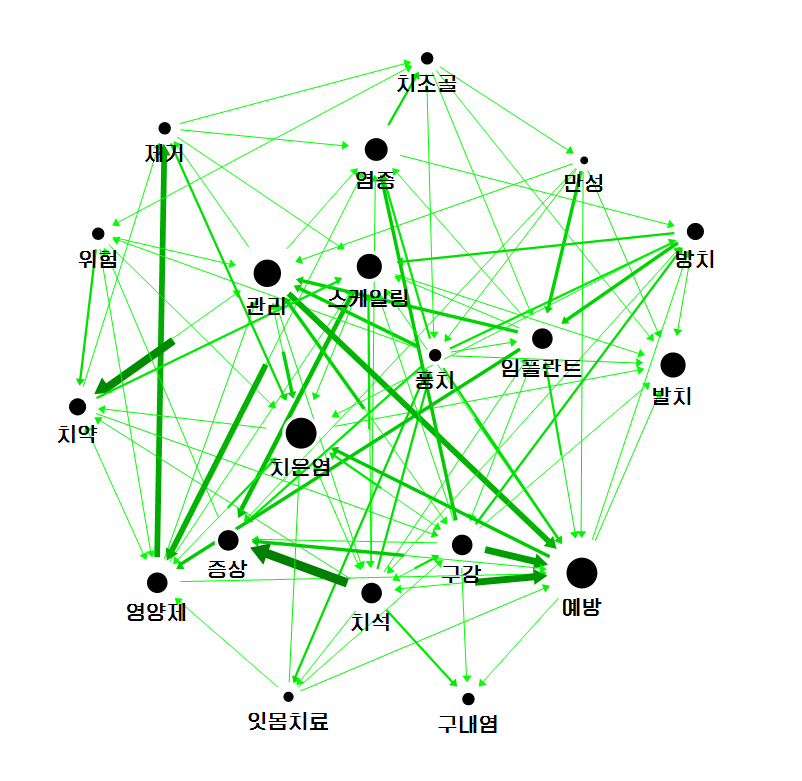 치조골
재거
염증
만성
위험
방치
관리
스케일링
임플란트
풍치
발치
치약
치은염
증상
구강
영양제
치석
예방
잇몸치료
구내염